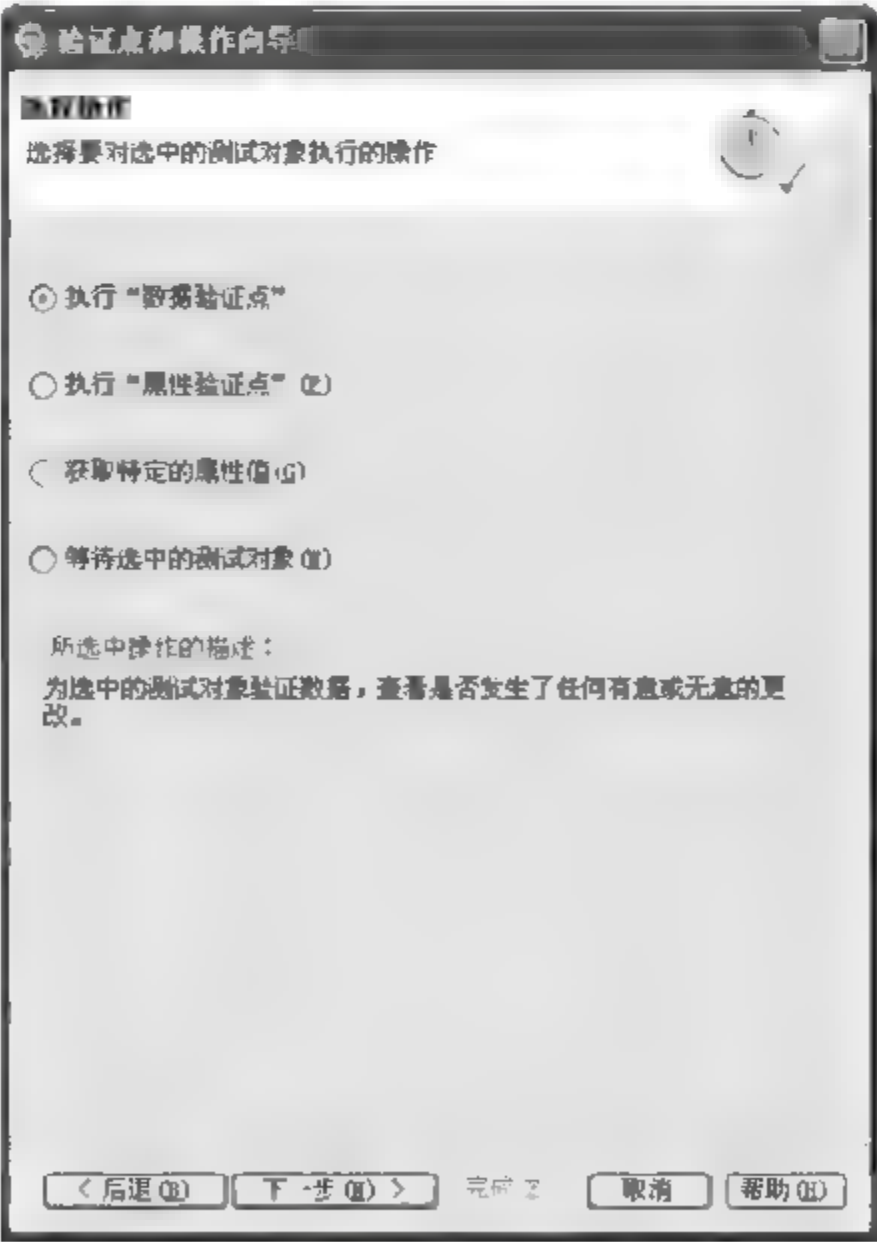 验证点和操作向导
选择操作
选择要对选中的测试对象执行的操作
执行“数据验证点”
执行“属性验证点”(P)
获取特定的属性值(G)
等待选中的测试对象(W)
所选中操作的描述：
为选中的测试对象验证数据，查看是否发生了任何有意或无意的更
改。
< 后退(B) 下一步(N) > 完成 取消 帮助(H)